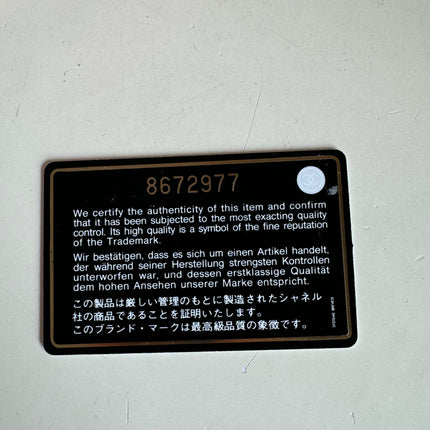 8672977
We certify the authenticity of this item and confirm
that it has been subjected to the most exacting quality
control. Its high quality is a symbol of the fine reputation
of the Trademark.
Wir bestätigen, dass es sich um einen Artikel handelt,
der während seiner Herstellung strengsten Kontrollen
unterworfen war, und dessen erstklassige Qualität
dem hohen Ansehen unserer Marke entspricht.
この製品は厳しい管理のもとに製造されたシャネル
社の商品であることを証明いたします。
このブランド・マークは最高級品質の象徴です。